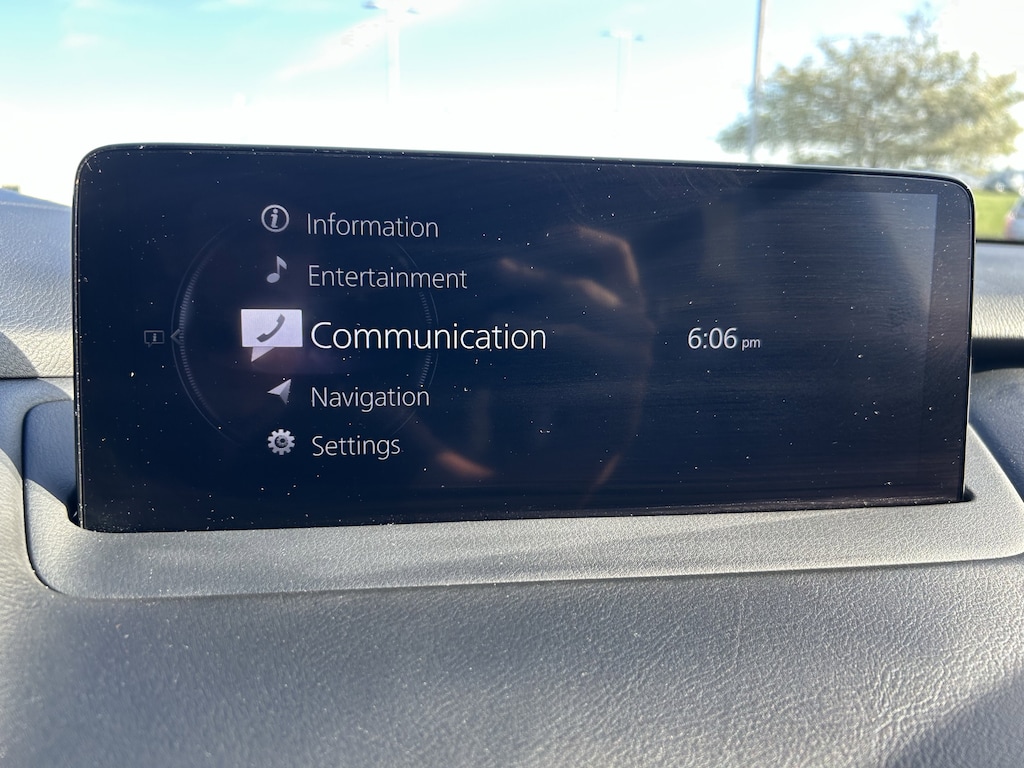 Information
Entertainment
Communication
6:06 pm
Navigation
Settings